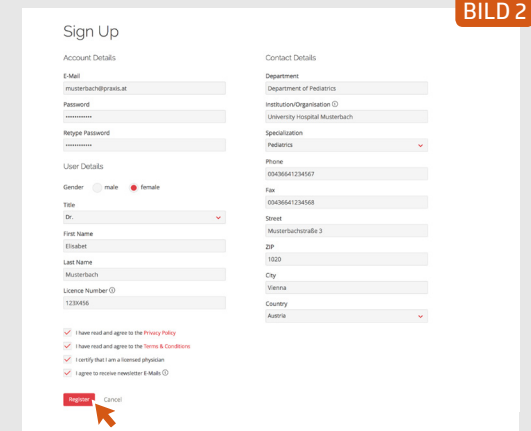 BILD 2
Sign Up
Account Details
E-Mail
musterbach@praxis.at
Password
••••••••••••
Retype Password
••••••••••••
User Details
Gender male female
Title
Dr.
First Name
Elisabet
Last Name
Musterbach
Licence Number ⓘ
123X456
I have read and agree to the Privacy Policy
I have read and agree to the Terms & Conditions
I certify that I am a licensed physician
I agree to receive newsletter E-Mails ⓘ
Register Cancel
Contact Details
Department
Department of Pediatrics
Institution/Organisation ⓘ
University Hospital Musterbach
Specialization
Pediatrics
Phone
00436641234567
Fax
00436641234568
Street
Musterbachstraße 3
ZIP
1020
City
Vienna
Country
Austria